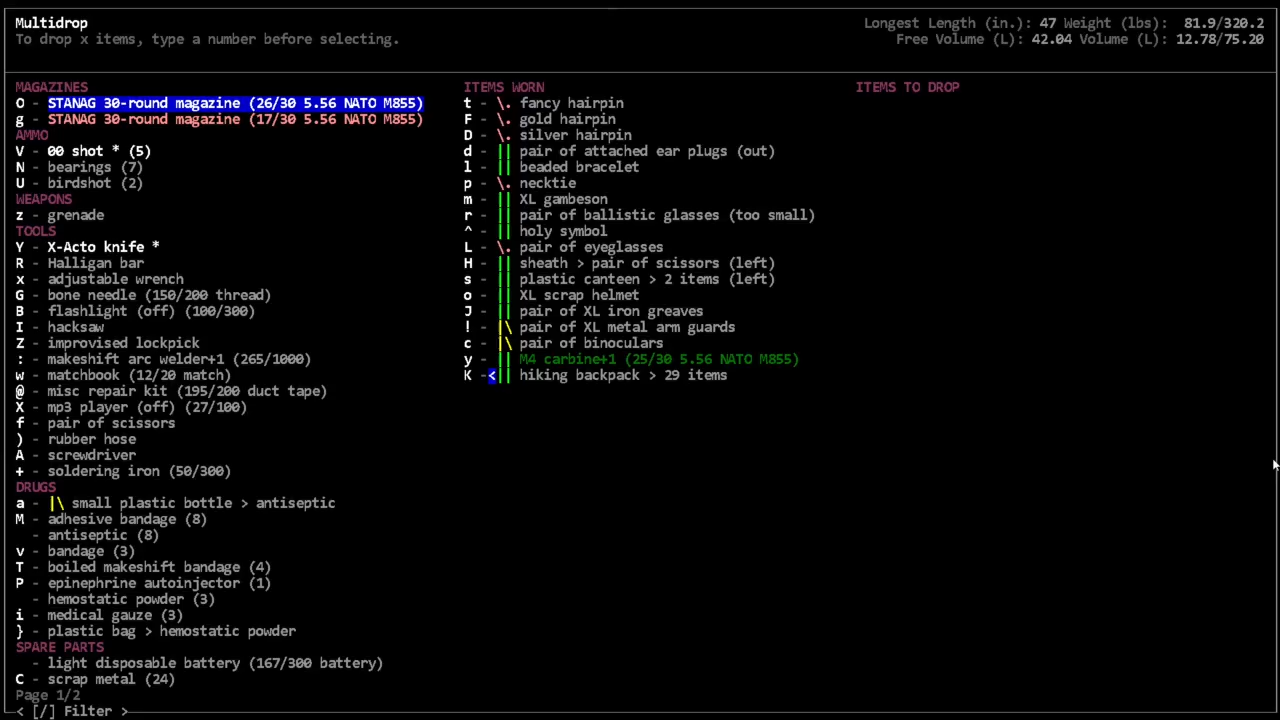 Multidrop
Longest Length (in.): 47 Weight (lbs): 81.9/320.2
To drop x items, type a number before selecting.
Free Volume (L): 42.04 Volume (L): 12.78/75.20
MAGAZINES
O - STANAG 30-round magazine (26/30 5.56 NATO M855)
g - STANAG 30-round magazine (17/30 5.56 NATO M855)
AMMO
V - 00 shot * (5)
N - bearings (7)
U - birdshot (2)
WEAPONS
z - grenade
TOOLS
Y - X-Acto knife *
R - Halligan bar
x - adjustable wrench
G - bone needle (150/200 thread)
B - flashlight (off) (100/300)
I - hacksaw
Z - improvised lockpick
: - makeshift arc welder+1 (265/1000)
w - matchbook (12/20 match)
@ - misc repair kit (195/200 duct tape)
X - mp3 player (off) (27/100)
f - pair of scissors
) - rubber hose
A - screwdriver
+ - soldering iron (50/300)
DRUGS
a - |\ small plastic bottle > antiseptic
M - adhesive bandage (8)
- antiseptic (8)
v - bandage (3)
T - boiled makeshift bandage (4)
P - epinephrine autoinjector (1)
- hemostatic powder (3)
i - medical gauze (3)
} - plastic bag > hemostatic powder
SPARE PARTS
- light disposable battery (167/300 battery)
C - scrap metal (24)
Page 1/2
< [/] Filter >
ITEMS WORN
t - \. fancy hairpin
F - \. gold hairpin
D - \. silver hairpin
d - || pair of attached ear plugs (out)
l - || beaded bracelet
p - \. necktie
m - || XL gambeson
r - || pair of ballistic glasses (too small)
^ - || holy symbol
L - \. pair of eyeglasses
H - || sheath > pair of scissors (left)
s - || plastic canteen > 2 items (left)
o - || XL scrap helmet
J - || pair of XL iron greaves
! - |\ pair of XL metal arm guards
c - |\ pair of binoculars
y - || M4 carbine+1 (25/30 5.56 NATO M855)
K -<|| hiking backpack > 29 items
ITEMS TO DROP